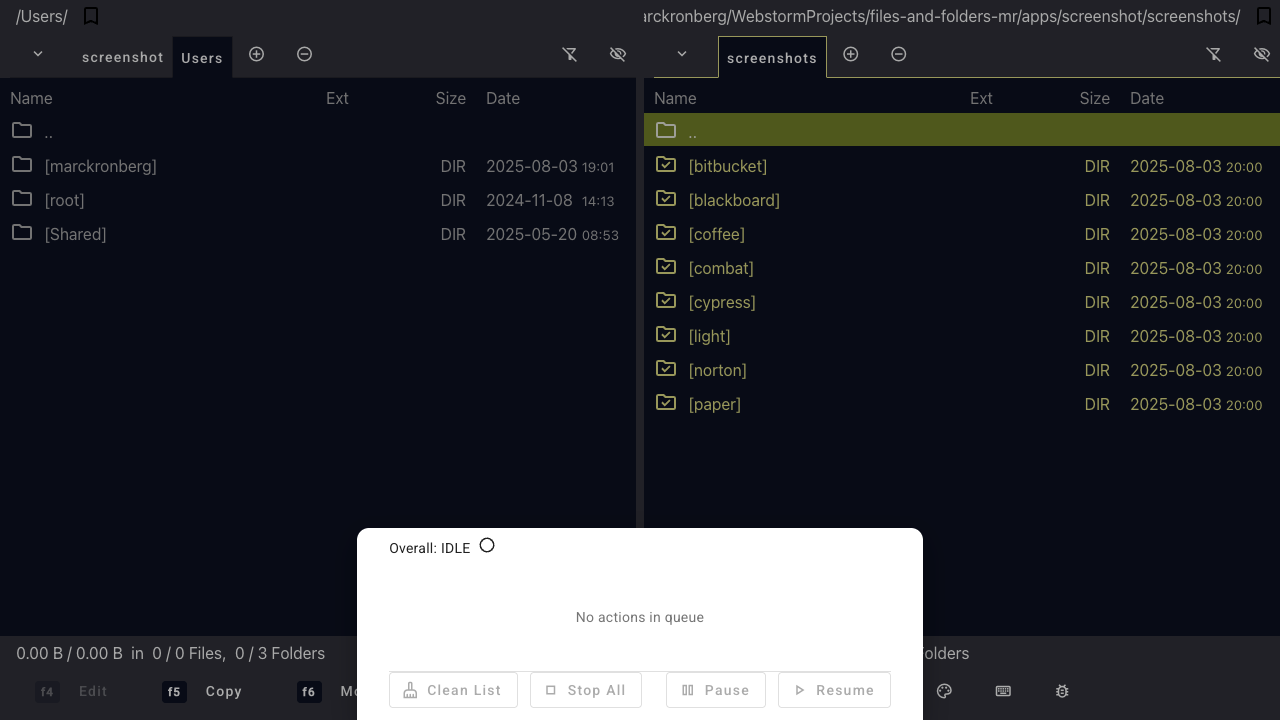 /Users/
arckronberg/WebstormProjects/files-and-folders-mr/apps/screenshot/screenshots/
screenshot
Users
screenshots
Name Ext Size Date
..
[marckronberg] DIR 2025-08-03 19:01
[root] DIR 2024-11-08 14:13
[Shared] DIR 2025-05-20 08:53
Name Ext Size Date
..
[bitbucket] DIR 2025-08-03 20:00
[blackboard] DIR 2025-08-03 20:00
[coffee] DIR 2025-08-03 20:00
[combat] DIR 2025-08-03 20:00
[cypress] DIR 2025-08-03 20:00
[light] DIR 2025-08-03 20:00
[norton] DIR 2025-08-03 20:00
[paper] DIR 2025-08-03 20:00
Overall: IDLE
No actions in queue
Clean List Stop All Pause Resume
0.00 B / 0.00 B in 0 / 0 Files, 0 / 3 Folders
olders
f4 Edit f5 Copy f6 Mo